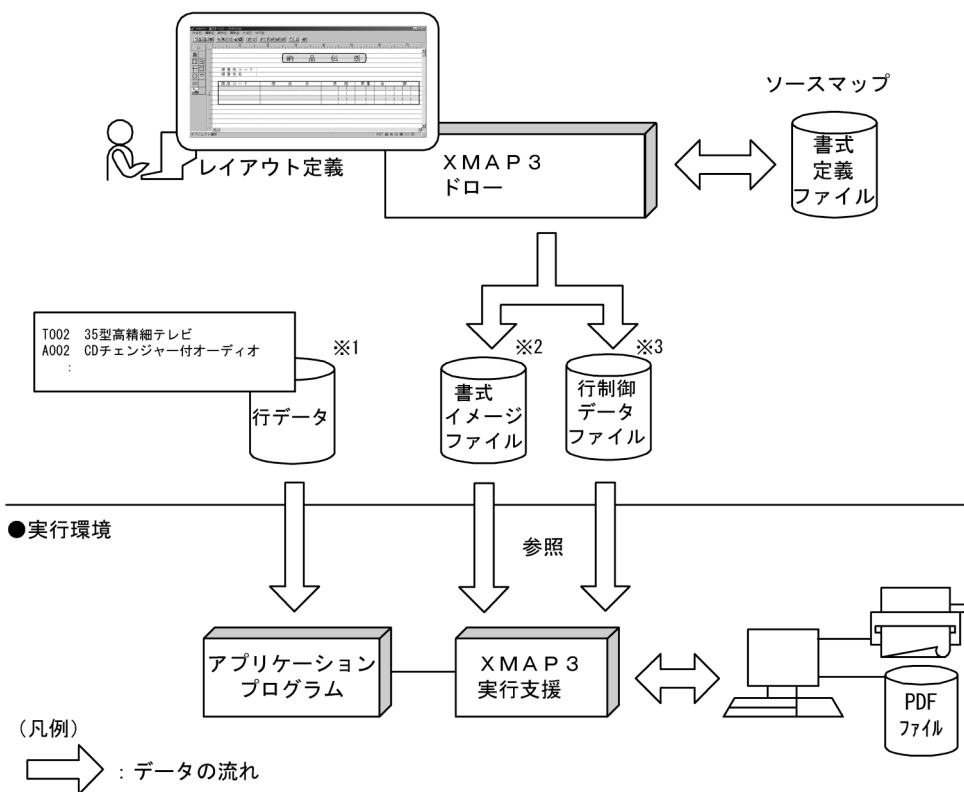 納 品 伝 票
ソースマップ
書式
定義
ファイル
レイアウト定義
XMAP3
ドロー
T002 35型高精細テレビ
A002 CDチェンジャー付オーディオ
:
※1
行データ
※2
書式
イメージ
ファイル
※3
行制御
データ
ファイル
●実行環境
参照
アプリケーション
プログラム
XMAP3
実行支援
PDF
ファイル
(凡例)
:データの流れ